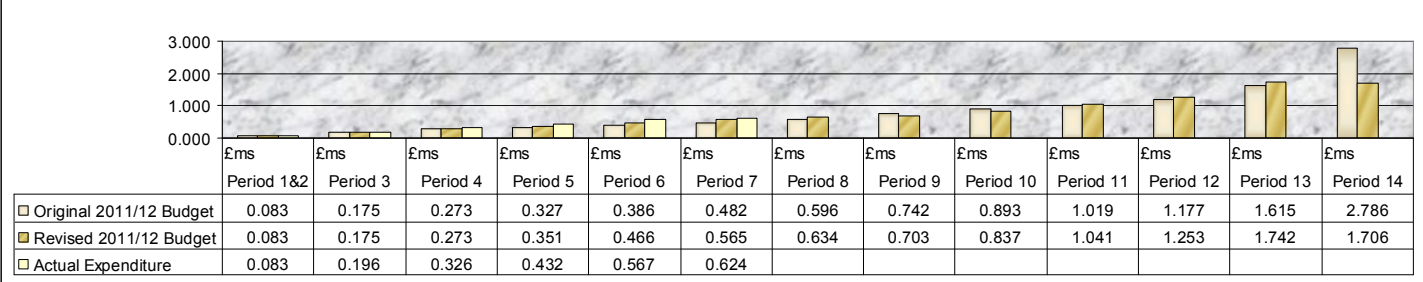 3.000
2.000
1.000
0.000
£ms £ms £ms £ms £ms £ms £ms £ms £ms £ms £ms £ms £ms
Period 1&2 Period 3 Period 4 Period 5 Period 6 Period 7 Period 8 Period 9 Period 10 Period 11 Period 12 Period 13 Period 14
Original 2011/12 Budget 0.083 0.175 0.273 0.327 0.386 0.482 0.596 0.742 0.893 1.019 1.177 1.615 2.786
Revised 2011/12 Budget 0.083 0.175 0.273 0.351 0.466 0.565 0.634 0.703 0.837 1.041 1.253 1.742 1.706
Actual Expenditure 0.083 0.196 0.326 0.432 0.567 0.624